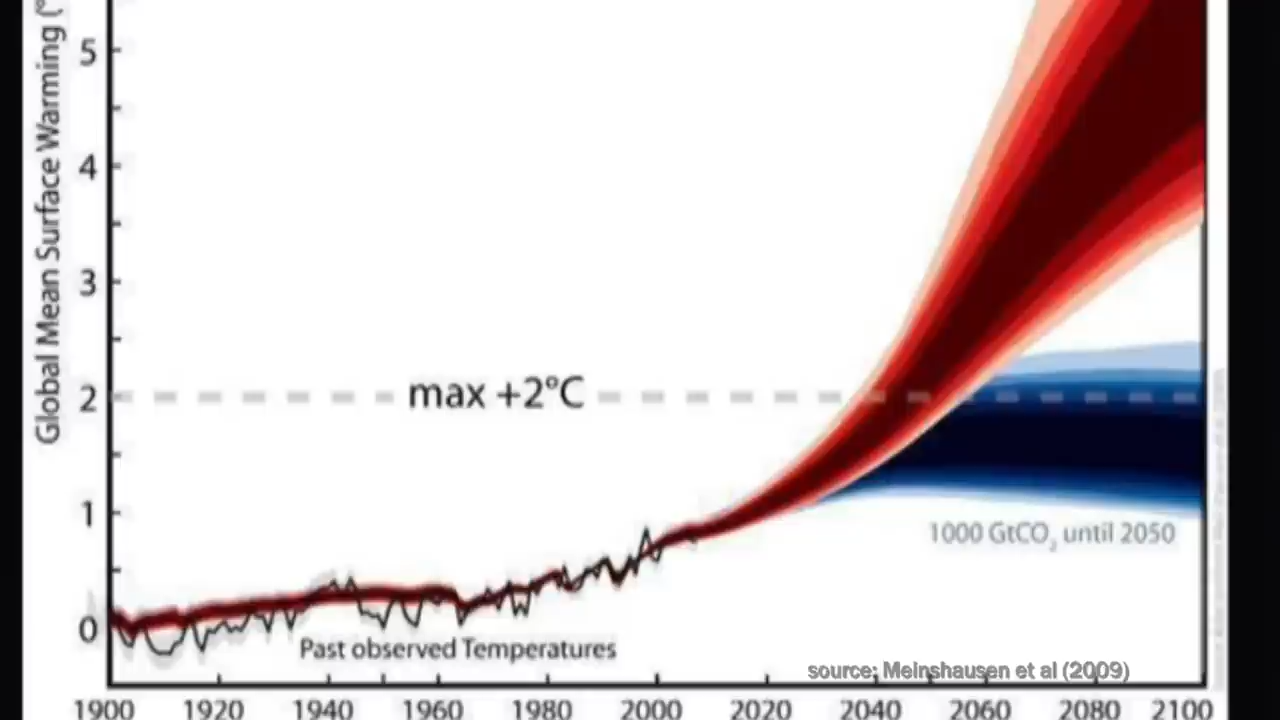 Global Mean Surface Warming (°
5
4
3
max +2°C
2
1
1000 GtCO₂ until 2050
0
Past observed Temperatures
source: Meinshausen et al (2009)
1900 1920 1940 1960 1980 2000 2020 2040 2060 2080 2100